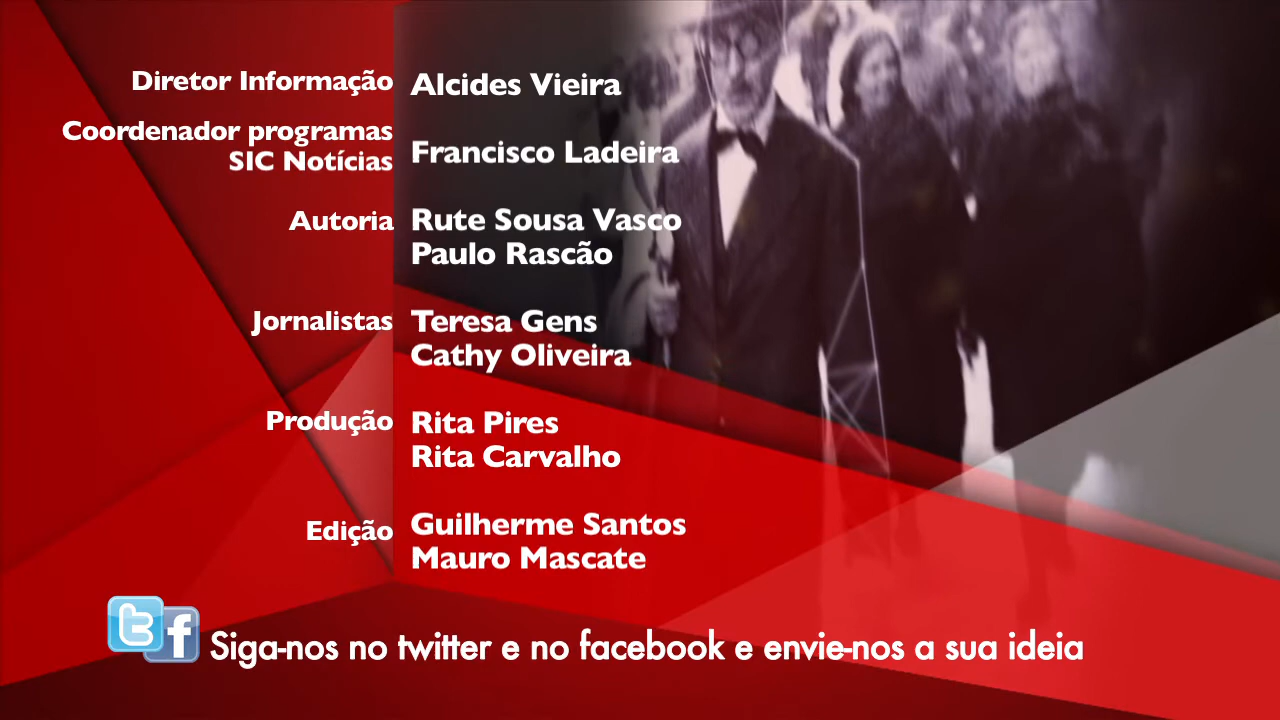 Diretor Informação Alcides Vieira
Coordenador programas
SIC Notícias Francisco Ladeira
Autoria Rute Sousa Vasco
Paulo Rascão
Jornalistas Teresa Gens
Cathy Oliveira
Produção Rita Pires
Rita Carvalho
Edição Guilherme Santos
Mauro Mascate
t f Siga-nos no twitter e no facebook e envie-nos a sua ideia